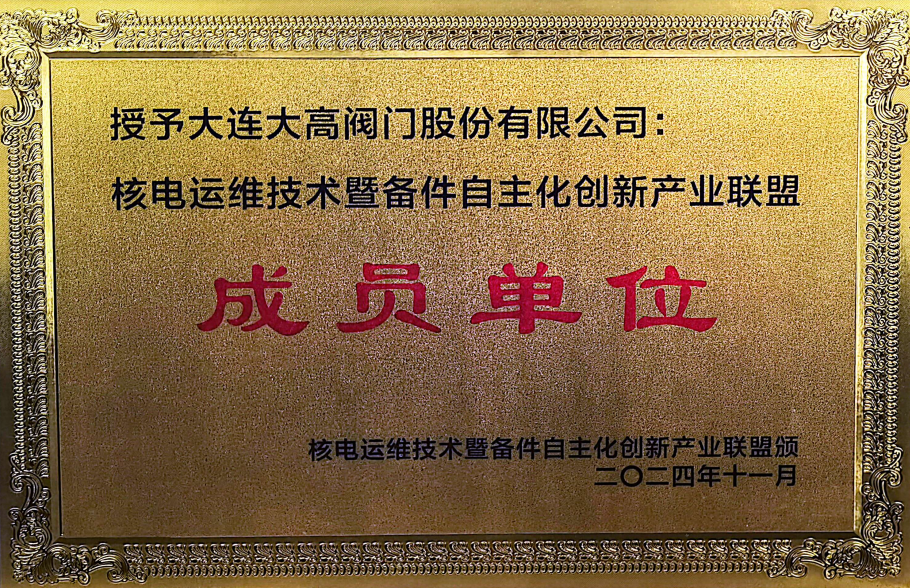 授予大连大高阀门股份有限公司：
核电运维技术暨备件自主化创新产业联盟
成员单位
核电运维技术暨备件自主化创新产业联盟颁
二〇二四年十一月